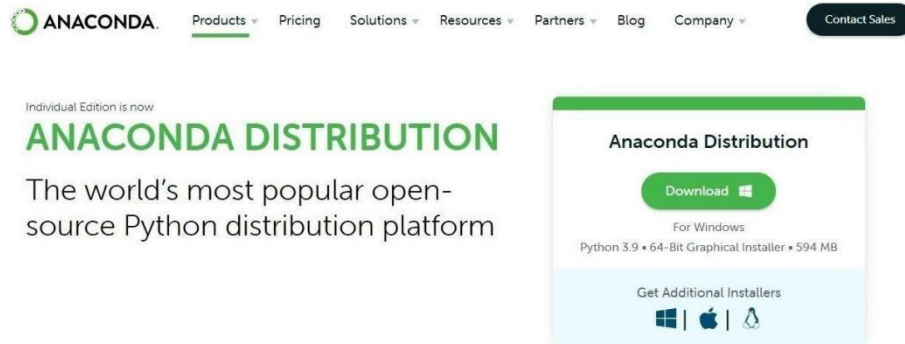 ANACONDA.
Products
Pricing
Solutions
Resources
Partners
Blog
Company
Contact Sales
Individual Edition is now
ANACONDA DISTRIBUTION
The world's most popular open-
source Python distribution platform
Anaconda Distribution
Download
For Windows
Python 3.9 • 64-Bit Graphical Installer • 594 MB
Get Additional Installers